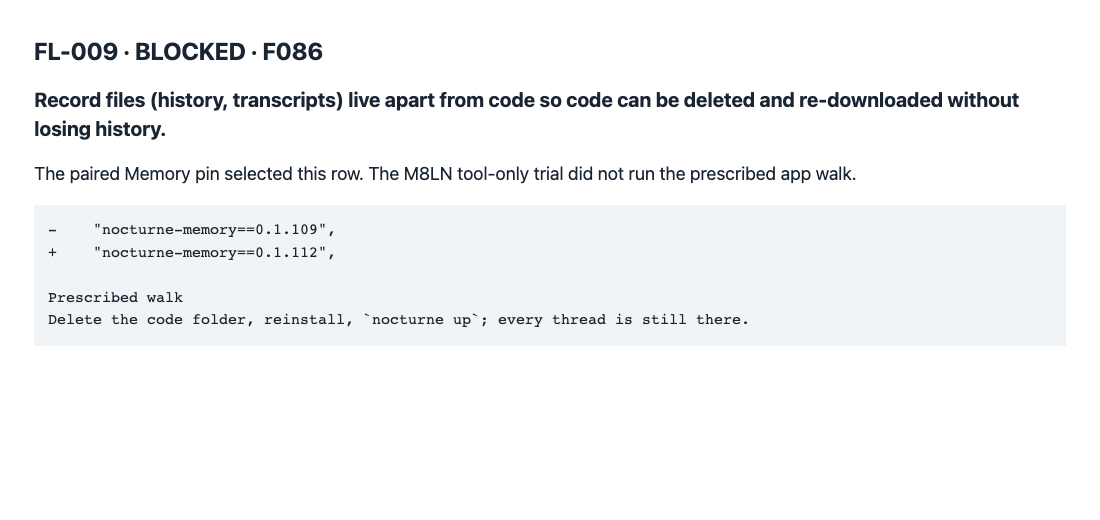 FL-009 · BLOCKED · F086
Record files (history, transcripts) live apart from code so code can be deleted and re-downloaded without
losing history.
The paired Memory pin selected this row. The M8LN tool-only trial did not run the prescribed app walk.
-    "nocturne-memory==0.1.109",
+    "nocturne-memory==0.1.112",
Prescribed walk
Delete the code folder, reinstall, `nocturne up`; every thread is still there.